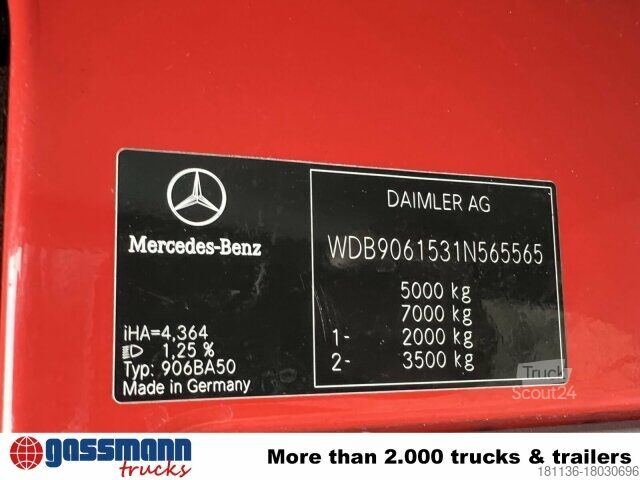 Mercedes-Benz
iHA=4,364
1,25 %
Typ: 906BA50
Made in Germany
DAIMLER AG
WDB9061531N565565
5000 kg
7000 kg
1- 2000 kg
2- 3500 kg
Truck
Scout24
gassmann
trucks
More than 2.000 trucks & trailers
181136-18030696